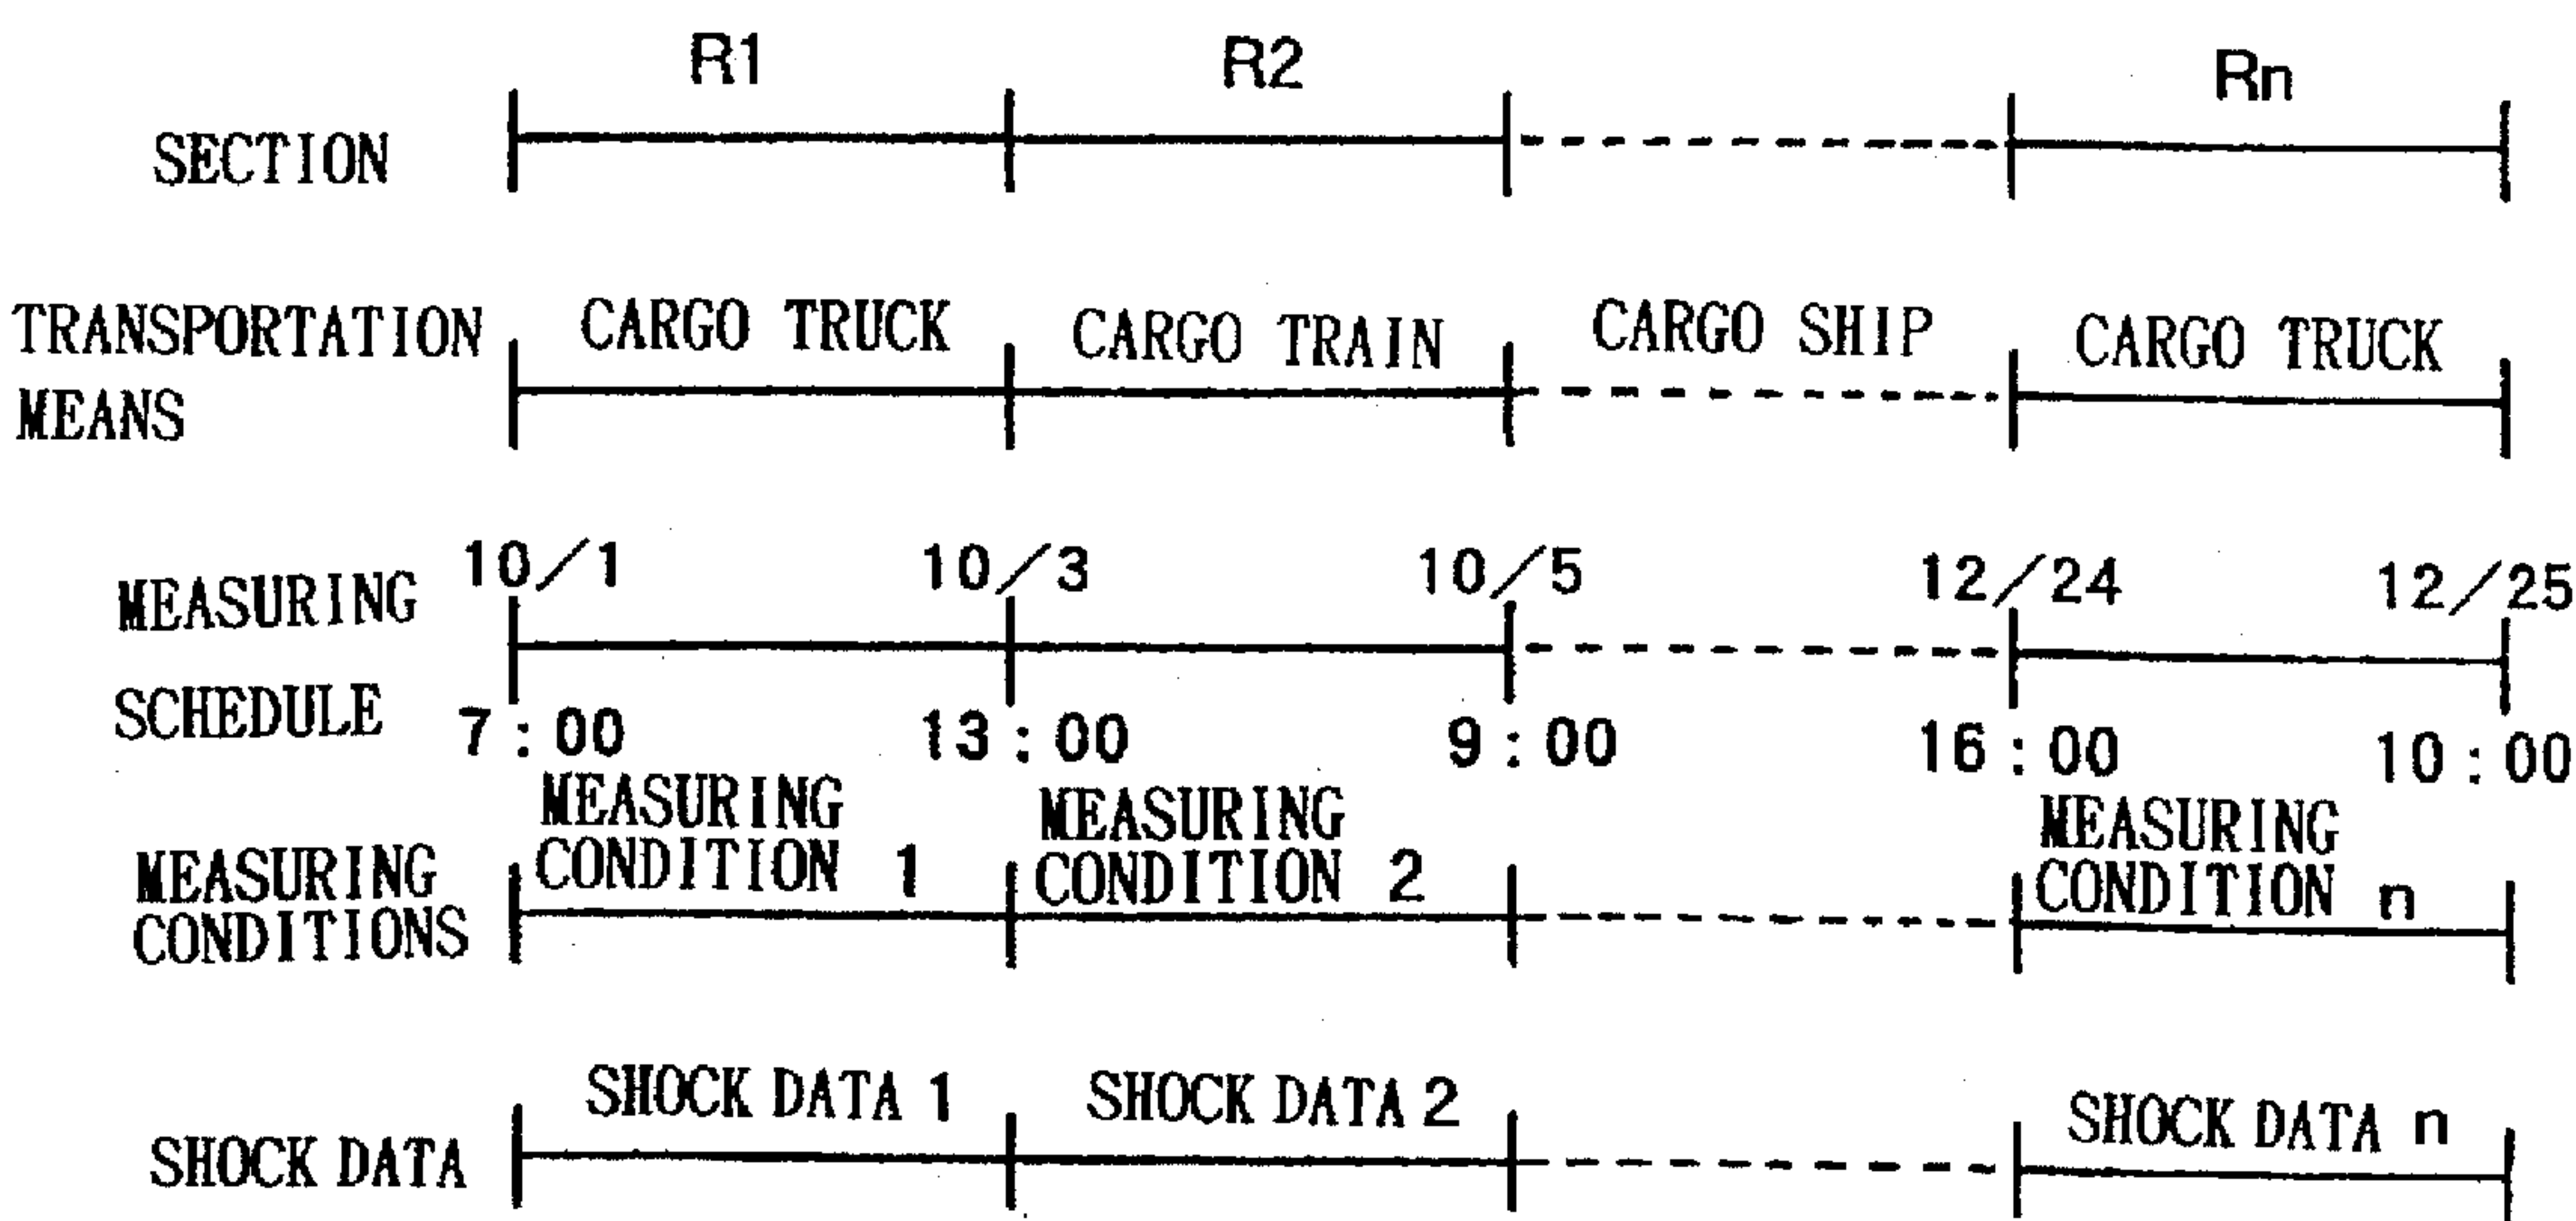 R1 R2 Rn
SECTION
TRANSPORTATION MEANS
CARGO TRUCK CARGO TRAIN CARGO SHIP CARGO TRUCK
MEASURING SCHEDULE
10/1 10/3 10/5 12/24 12/25
7:00 13:00 9:00 16:00 10:00
MEASURING CONDITIONS
MEASURING CONDITION 1
MEASURING CONDITION 2
MEASURING CONDITION n
SHOCK DATA
SHOCK DATA 1 SHOCK DATA 2 SHOCK DATA n